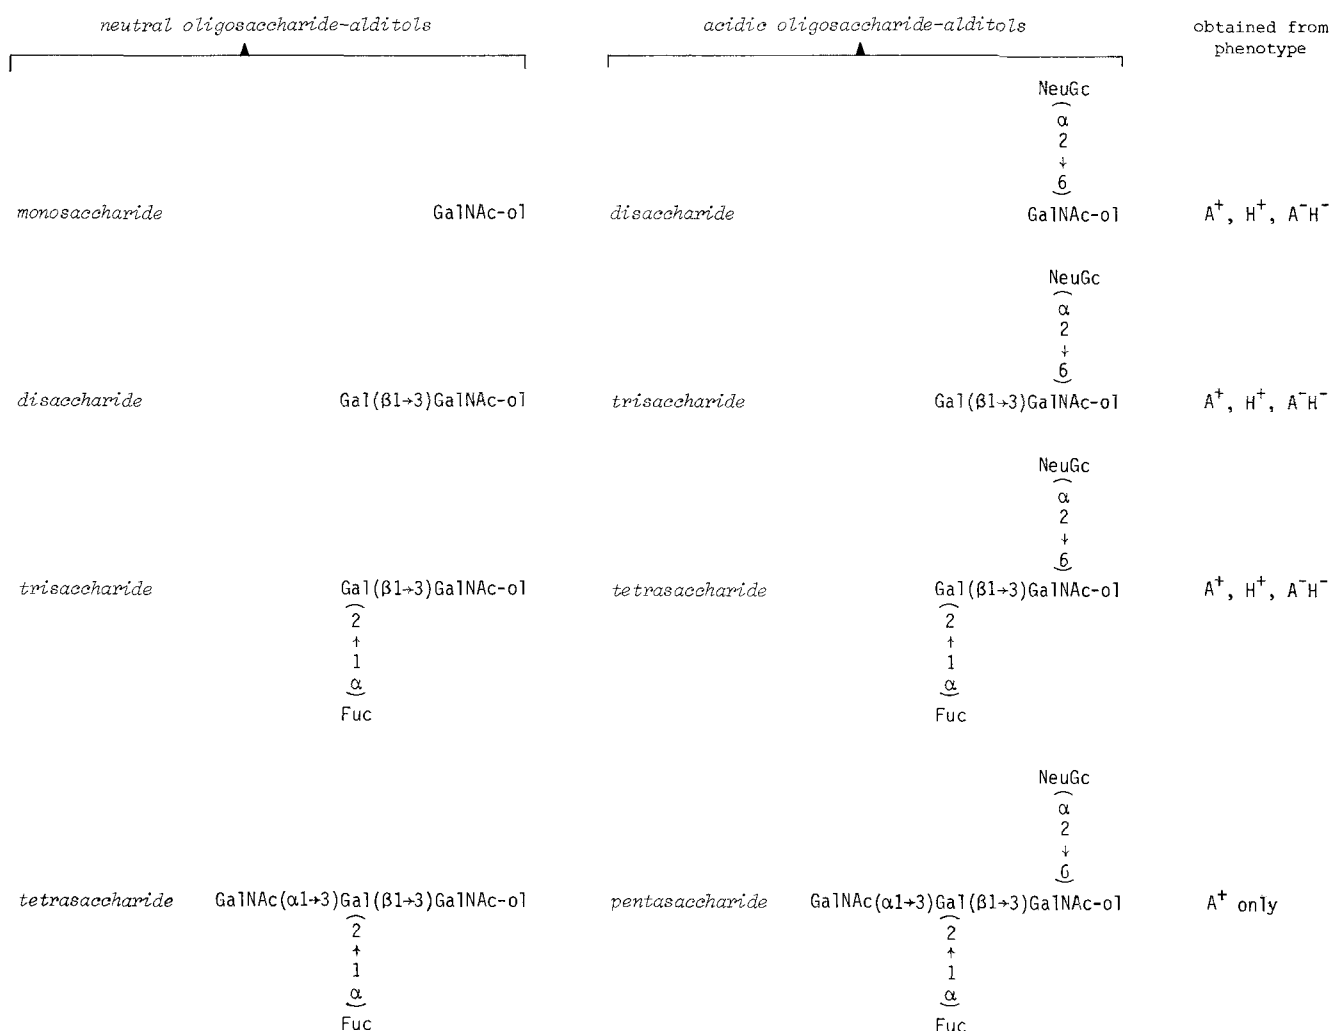 neutral oligosaccharide-alditols acidic oligosaccharide-alditols obtained from
phenotype
NeuGc
α
2
↓
6
monosaccharide GalNAc-ol disaccharide GalNAc-ol A⁺, H⁺, A⁻H⁻
NeuGc
α
2
↓
6
disaccharide Gal(β1→3)GalNAc-ol trisaccharide Gal(β1→3)GalNAc-ol A⁺, H⁺, A⁻H⁻
NeuGc
α
2
↓
6
trisaccharide Gal(β1→3)GalNAc-ol tetrasaccharide Gal(β1→3)GalNAc-ol A⁺, H⁺, A⁻H⁻
2 2
↑ ↑
1 1
α α
Fuc Fuc
NeuGc
α
2
↓
6
tetrasaccharide GalNAc(α1→3)Gal(β1→3)GalNAc-ol pentasaccharide GalNAc(α1→3)Gal(β1→3)GalNAc-ol A⁺ only
2 2
↑ ↑
1 1
α α
Fuc Fuc